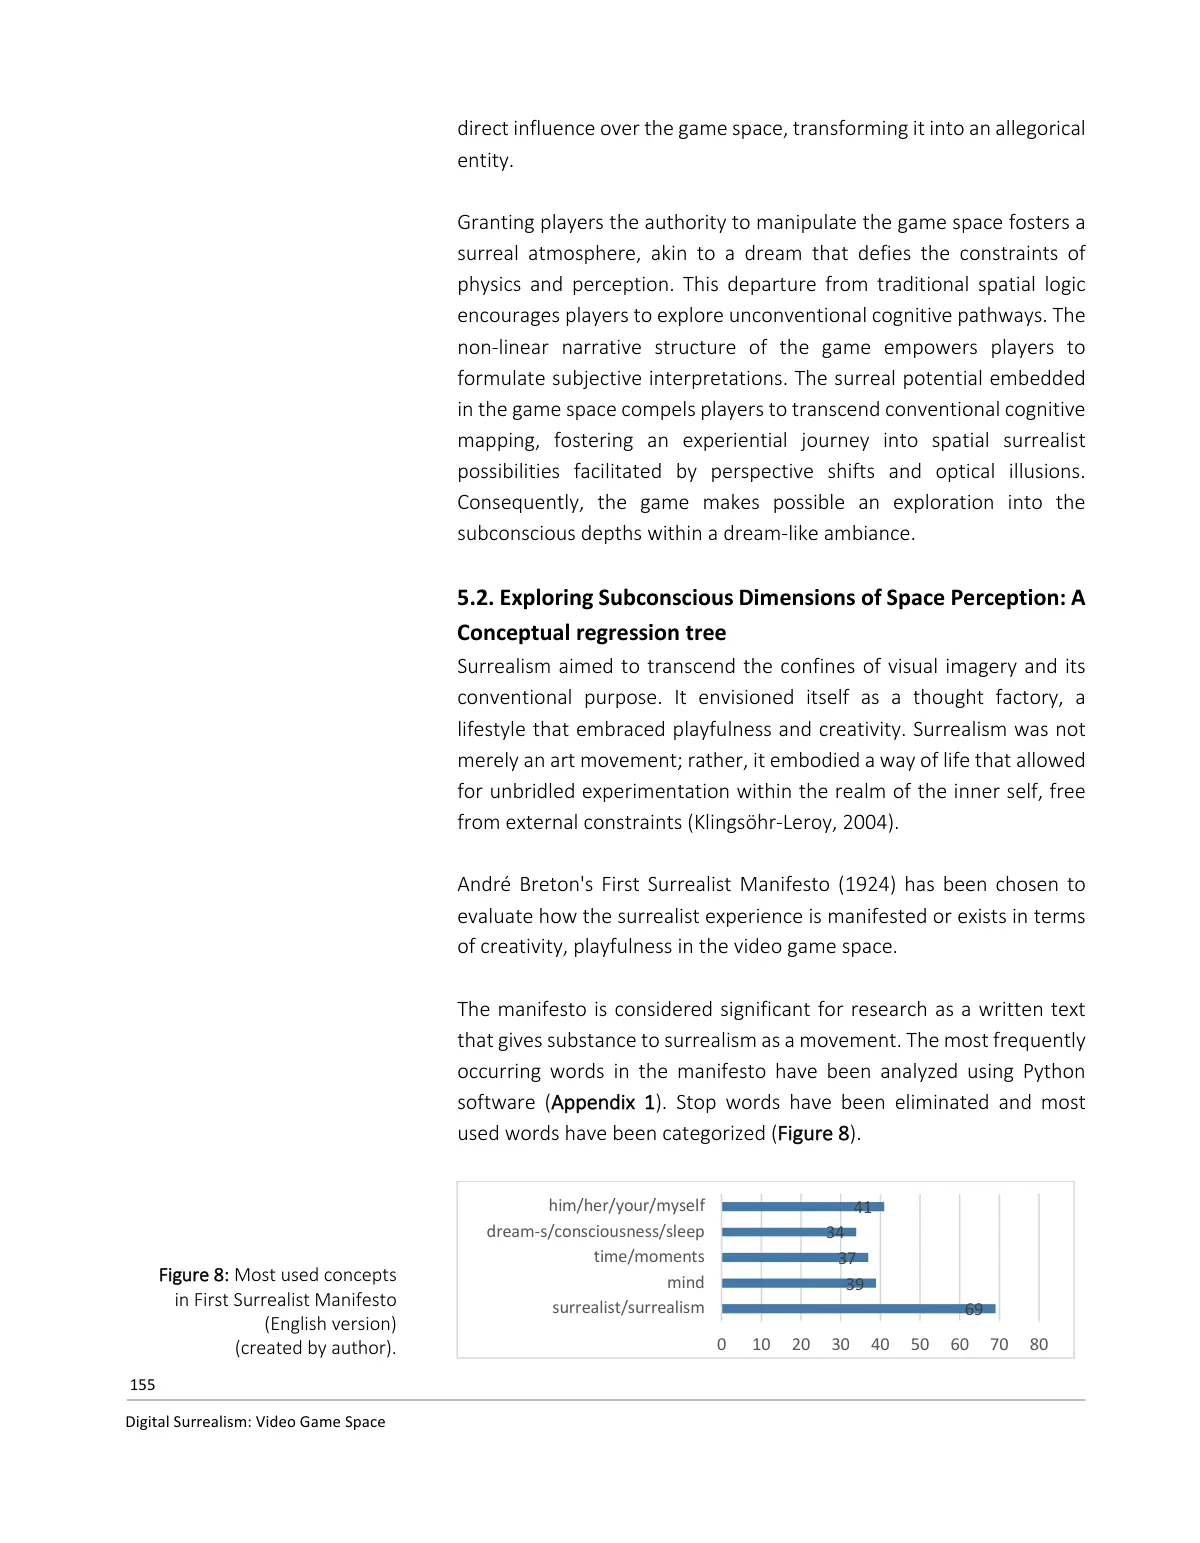 direct influence over the game space, transforming it into an allegorical
entity.
Granting players the authority to manipulate the game space fosters a
surreal atmosphere, akin to a dream that defies the constraints of
physics and perception. This departure from traditional spatial logic
encourages players to explore unconventional cognitive pathways. The
non-linear narrative structure of the game empowers players to
formulate subjective interpretations. The surreal potential embedded
in the game space compels players to transcend conventional cognitive
mapping, fostering an experiential journey into spatial surrealist
possibilities facilitated by perspective shifts and optical illusions.
Consequently, the game makes possible an exploration into the
subconscious depths within a dream-like ambiance.
5.2. Exploring Subconscious Dimensions of Space Perception: A
Conceptual regression tree
Surrealism aimed to transcend the confines of visual imagery and its
conventional purpose. It envisioned itself as a thought factory, a
lifestyle that embraced playfulness and creativity. Surrealism was not
merely an art movement; rather, it embodied a way of life that allowed
for unbridled experimentation within the realm of the inner self, free
from external constraints (Klingsöhr-Leroy, 2004).
André Breton's First Surrealist Manifesto (1924) has been chosen to
evaluate how the surrealist experience is manifested or exists in terms
of creativity, playfulness in the video game space.
The manifesto is considered significant for research as a written text
that gives substance to surrealism as a movement. The most frequently
occurring words in the manifesto have been analyzed using Python
software (Appendix 1). Stop words have been eliminated and most
used words have been categorized (Figure 8).
him/her/your/myself 41
dream-s/consciousness/sleep 34
time/moments 37
mind 39
surrealist/surrealism 69
0 10 20 30 40 50 60 70 80
Figure 8: Most used concepts
in First Surrealist Manifesto
(English version)
(created by author).
155
Digital Surrealism: Video Game Space